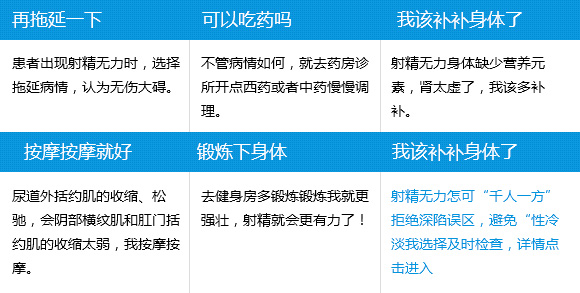 再拖延一下
可以吃药吗
我该补补身体了
患者出现射精无力时，选择
拖延病情，认为无伤大碍。
不管病情如何，就去药房诊
所开点西药或者中药慢慢调
理。
射精无力身体缺少营养元
素，肾太虚了，我该多补
补。
按摩按摩就好
锻炼下身体
我该补补身体了
尿道外括约肌的收缩、松
驰，会阴部横纹肌和肛门括
约肌的收缩太弱，我按摩按
摩。
去健身房多锻炼锻炼我就更
强壮，射精就会更有力了！
射精无力怎可“千人一方”
拒绝深陷误区，避免“性冷
淡我选择及时检查，详情点
击进入